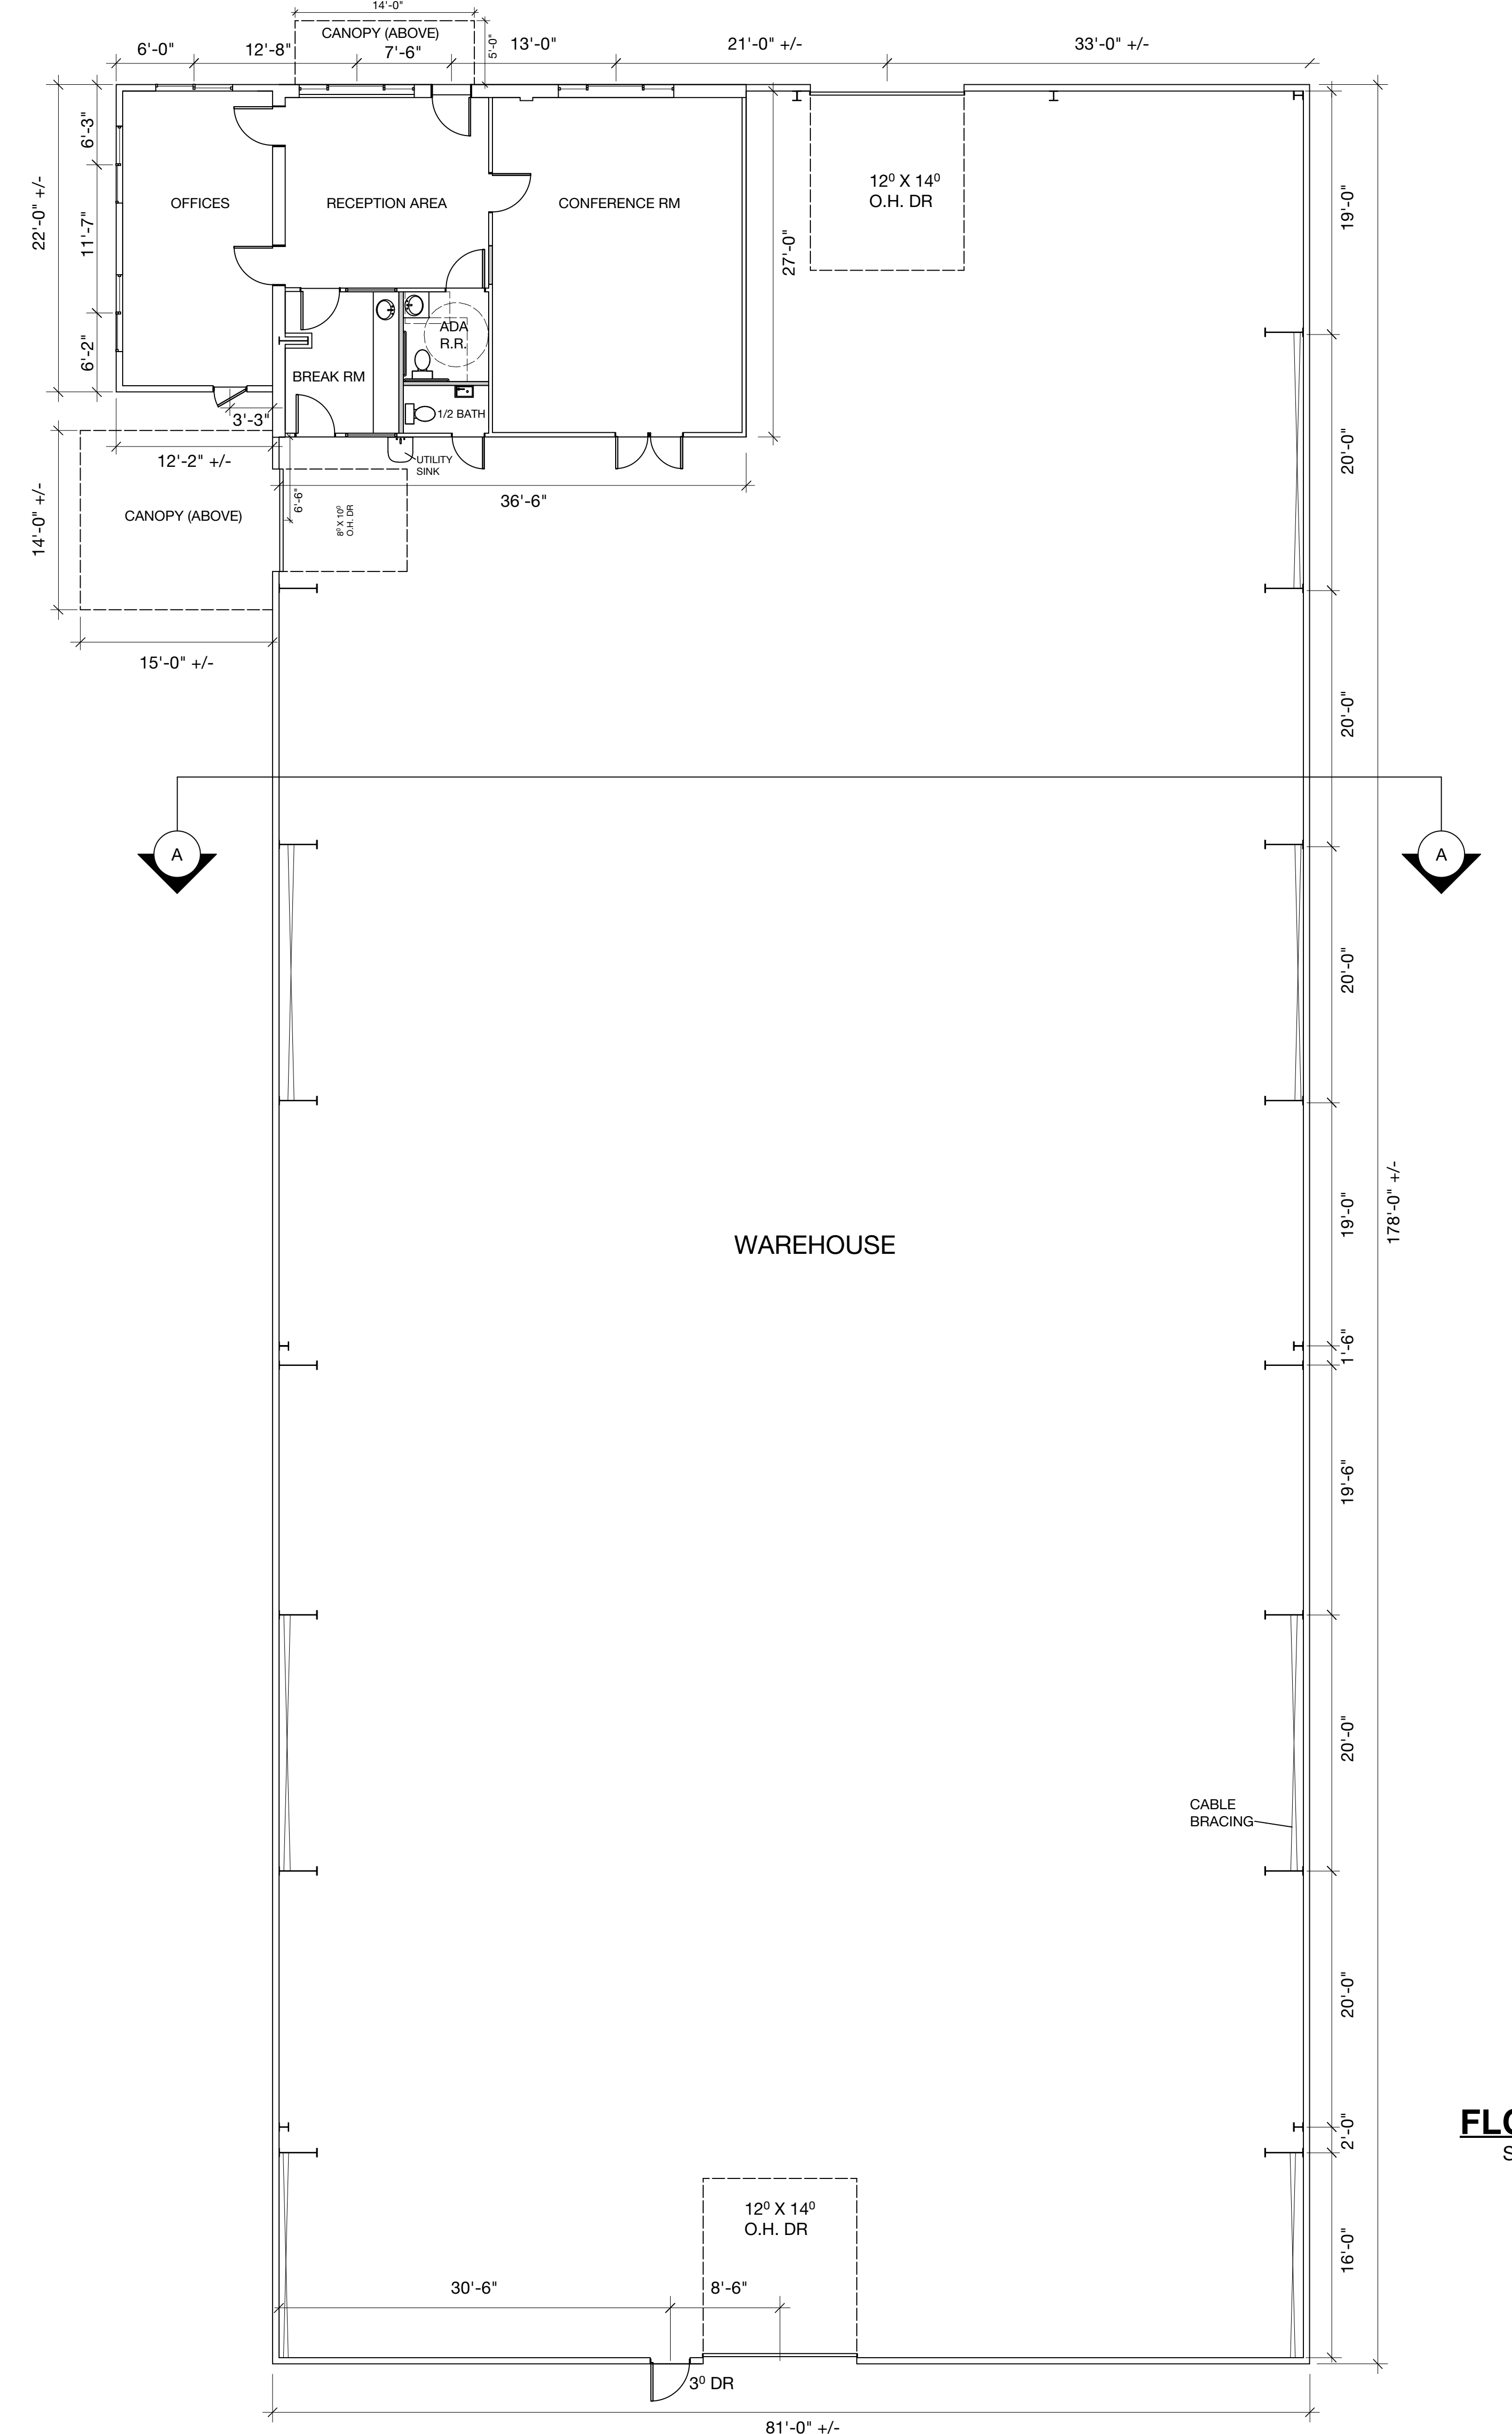 14'-0"
CANOPY (ABOVE)
6'-0"
12'-8"
7'-6"
5'-0"
13'-0"
21'-0" +/-
33'-0" +/-
22'-0" +/-
6'-3"
11'-7"
6'-2"
OFFICES
RECEPTION AREA
CONFERENCE RM
12⁰ X 14⁰
O.H. DR
27'-0"
19'-0"
ADA
R.R.
BREAK RM
1/2 BATH
3'-3"
12'-2" +/-
UTILITY
SINK
36'-6"
20'-0"
14'-0" +/-
CANOPY (ABOVE)
6'-6"
8⁰ X 10⁰
O.H. DR
15'-0" +/-
20'-0"
A
A
20'-0"
178'-0" +/-
19'-0"
WAREHOUSE
1'-6"
19'-6"
20'-0"
CABLE
BRACING
20'-0"
2'-0"
FLO
S
12⁰ X 14⁰
O.H. DR
16'-0"
30'-6"
8'-6"
3⁰ DR
81'-0" +/-